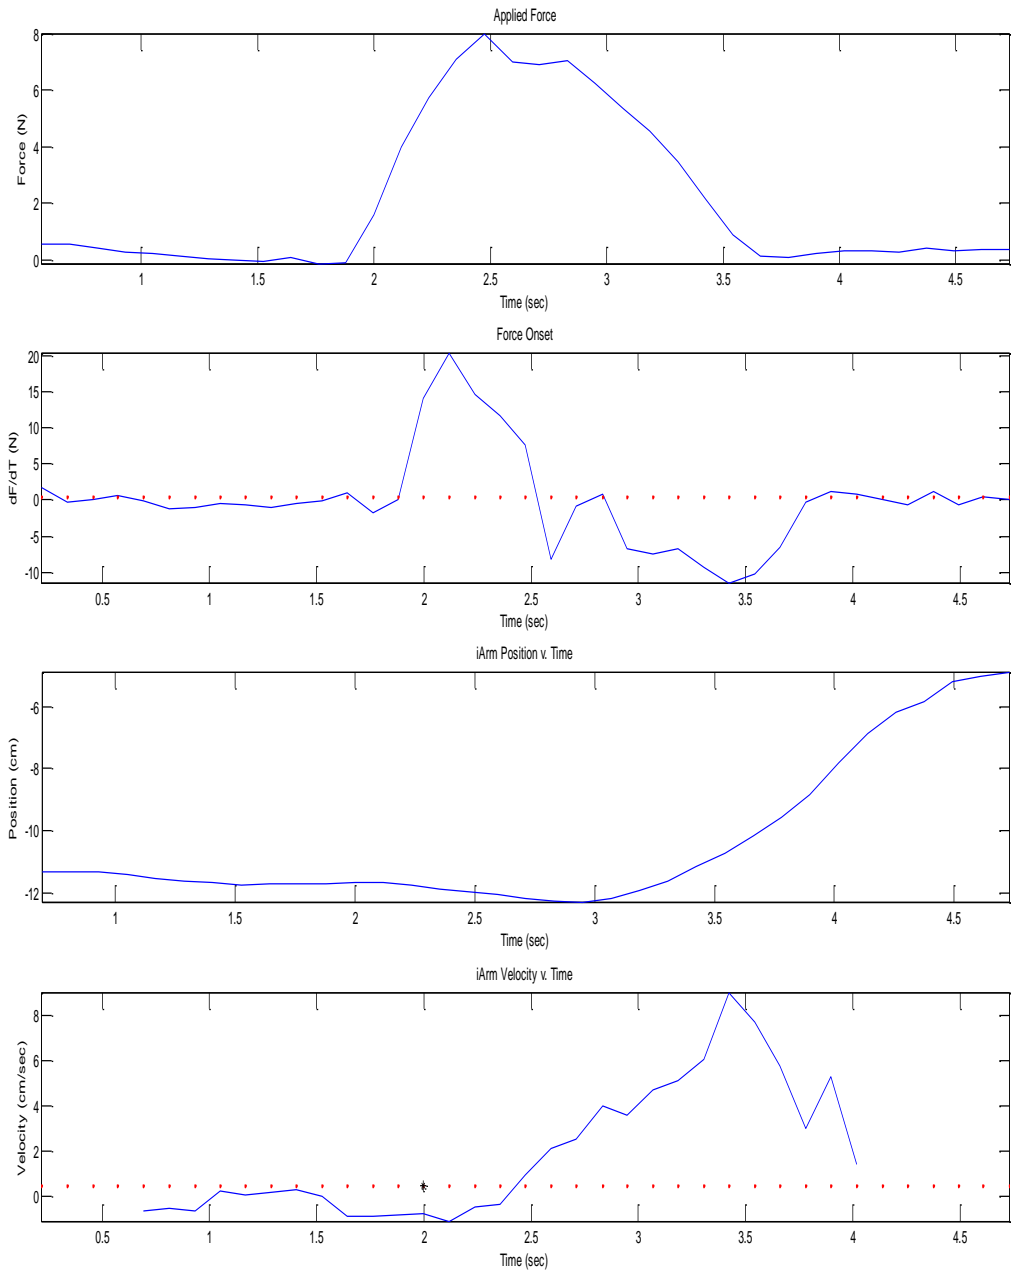 Applied Force
Force (N)
8
6
4
2
0
1 1.5 2 2.5 3 3.5 4 4.5
Time (sec)
Force Onset
dF/dT (N)
20
15
10
5
0
-5
-10
0.5 1 1.5 2 2.5 3 3.5 4 4.5
Time (sec)
iArm Position v. Time
Position (cm)
-6
-8
-10
-12
1 1.5 2 2.5 3 3.5 4 4.5
Time (sec)
iArm Velocity v. Time
Velocity (cm/sec)
8
6
4
2
0
0.5 1 1.5 2 2.5 3 3.5 4 4.5
Time (sec)